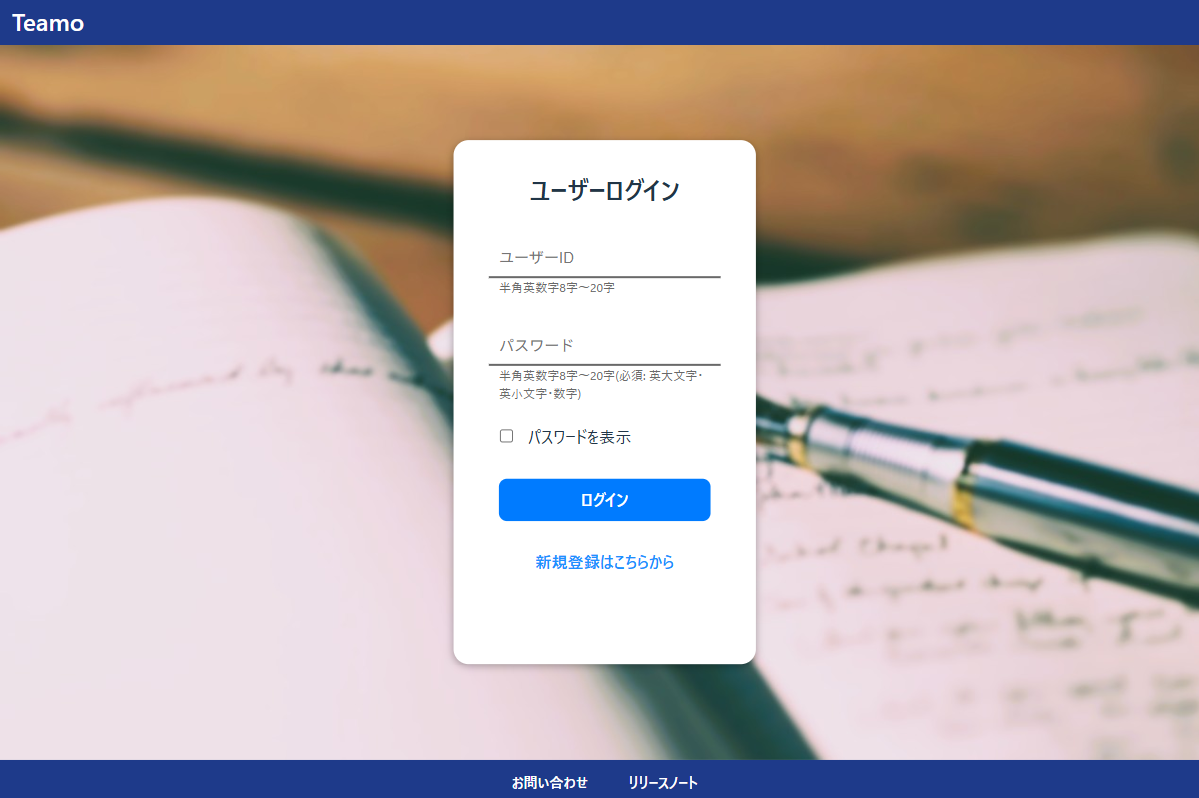 Teamo
ユーザーログイン
ユーザーID
半角英数字8字～20字
パスワード
半角英数字8字～20字(必須: 英大文字・
英小文字・数字)
パスワードを表示
ログイン
新規登録はこちらから
お問い合わせ リリースノート